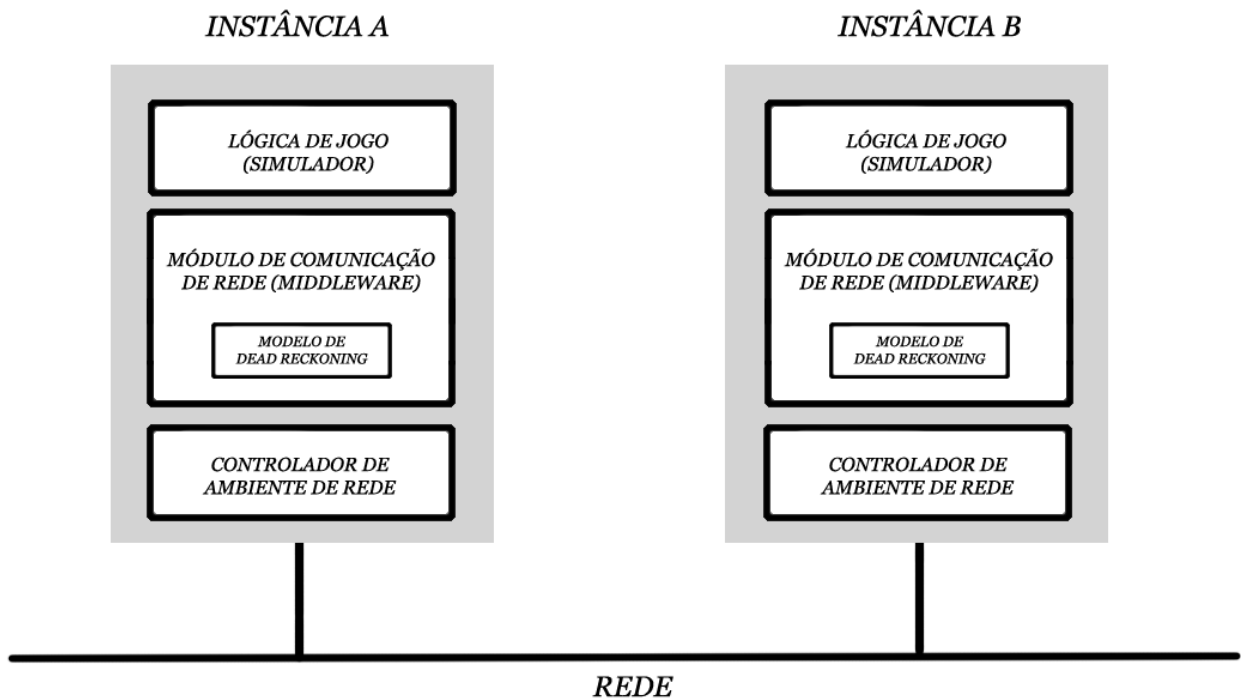 INSTÂNCIA A
LÓGICA DE JOGO
(SIMULADOR)
MÓDULO DE COMUNICAÇÃO
DE REDE (MIDDLEWARE)
MODELO DE
DEAD RECKONING
CONTROLADOR DE
AMBIENTE DE REDE
INSTÂNCIA B
LÓGICA DE JOGO
(SIMULADOR)
MÓDULO DE COMUNICAÇÃO
DE REDE (MIDDLEWARE)
MODELO DE
DEAD RECKONING
CONTROLADOR DE
AMBIENTE DE REDE
REDE